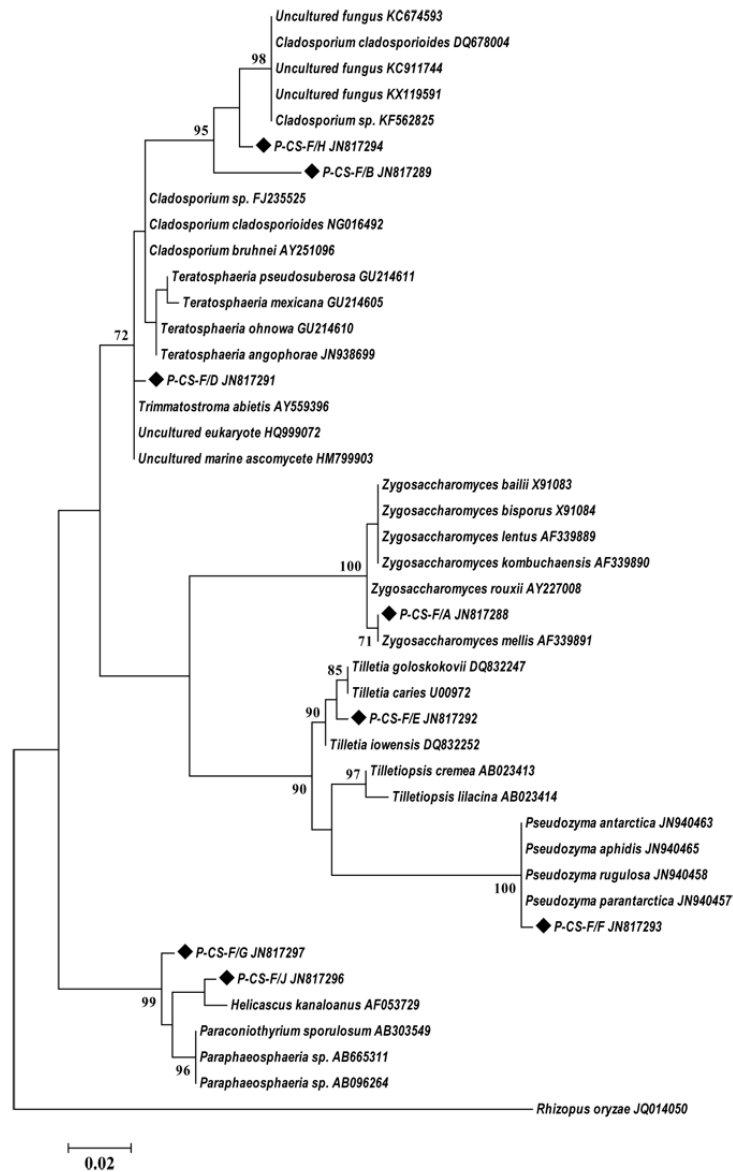 Uncultured fungus KC674593
Cladosporium cladosporioides DQ678004
98
Uncultured fungus KC911744
Uncultured fungus KX119591
Cladosporium sp. KF562825
95
P-CS-F/H JN817294
P-CS-F/B JN817289
Cladosporium sp. FJ235525
Cladosporium cladosporioides NG016492
Cladosporium bruhnei AY251096
Teratosphaeria pseudosuberosa GU214611
Teratosphaeria mexicana GU214605
Teratosphaeria ohnowa GU214610
72
Teratosphaeria angophorae JN938699
P-CS-F/D JN817291
Trimmatostroma abietis AY559396
Uncultured eukaryote HQ999072
Uncultured marine ascomycete HM799903
Zygosaccharomyces bailii X91083
Zygosaccharomyces bisporus X91084
Zygosaccharomyces lentus AF339889
Zygosaccharomyces kombuchaensis AF339890
100
Zygosaccharomyces rouxii AY227008
P-CS-F/A JN817288
71
Zygosaccharomyces mellis AF339891
Tilletia goloskokovii DQ832247
85
Tilletia caries U00972
90
P-CS-F/E JN817292
Tilletia iowensis DQ832252
90
Tilletiopsis cremea AB023413
97
Tilletiopsis lilacina AB023414
Pseudozyma antarctica JN940463
Pseudozyma aphidis JN940465
Pseudozyma rugulosa JN940458
100
Pseudozyma parantarctica JN940457
P-CS-F/F JN817293
P-CS-F/G JN817297
P-CS-F/J JN817296
99
Helicascus kanaloanus AF053729
Paraconiothyrium sporulosum AB303549
Paraphaeosphaeria sp. AB665311
96
Paraphaeosphaeria sp. AB096264
Rhizopus oryzae JQ014050
0.02